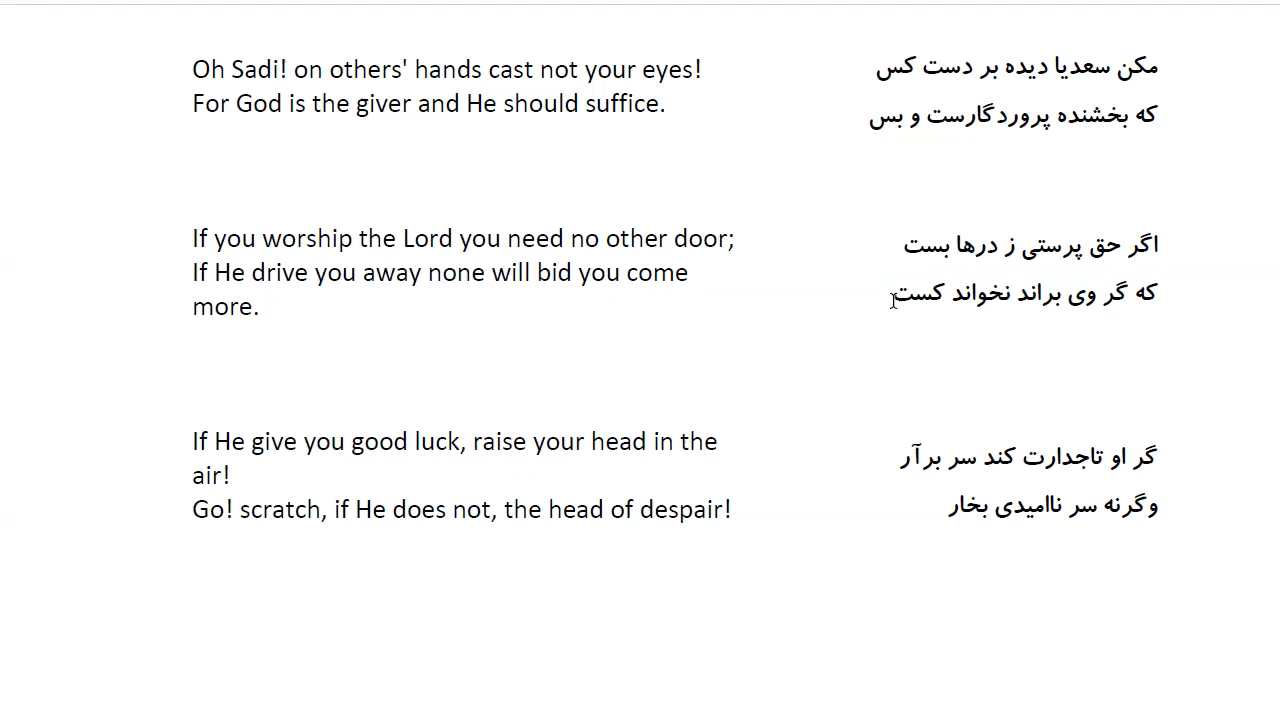 Oh Sadi! on others' hands cast not your eyes!
For God is the giver and He should suffice.
مکن سعدیا دیده بر دست کس
که بخشنده پروردگارست و بس
If you worship the Lord you need no other door;
If He drive you away none will bid you come
more.
اگر حق پرستی ز درها بست
که گر وی براند نخواند کست
If He give you good luck, raise your head in the
air!
Go! scratch, if He does not, the head of despair!
گر او تاجدارت کند سر برآر
وگرنه سر ناامیدی بخار